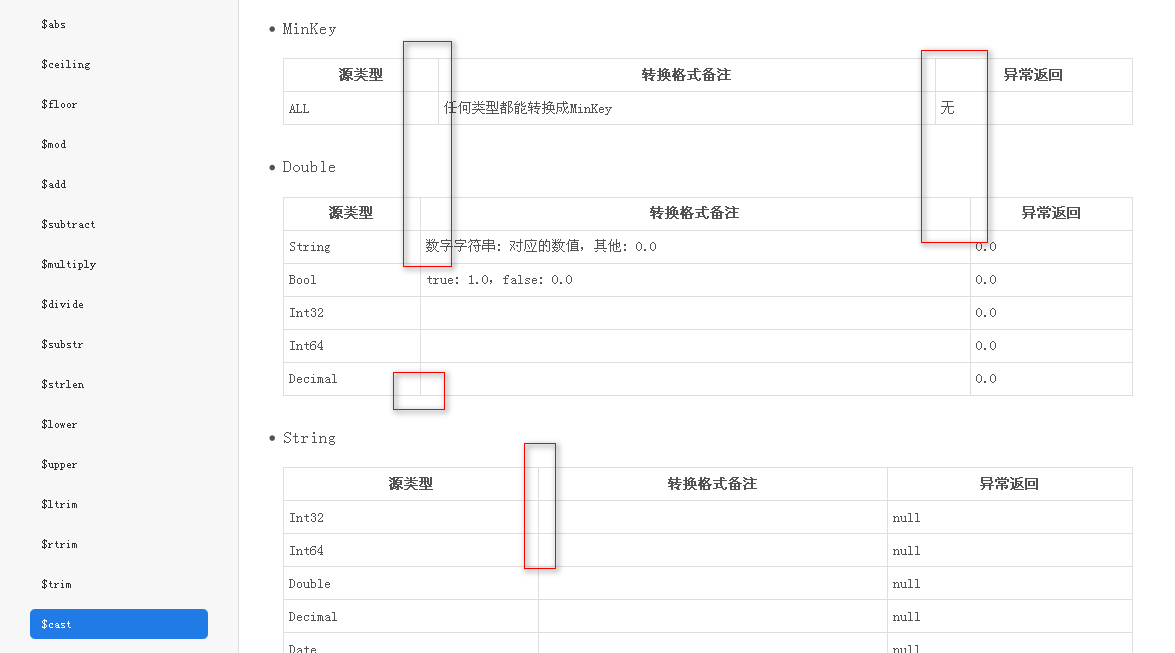 $abs
$ceiling
$floor
$mod
$add
$subtract
$multiply
$divide
$substr
$strlen
$lower
$upper
$ltrim
$rtrim
$trim
$cast
MinKey
源类型 转换格式备注 异常返回
ALL 任何类型都能转换成MinKey 无
Double
源类型 转换格式备注 异常返回
String 数字字符串: 对应的数值, 其他: 0.0 0.0
Bool true: 1.0, false: 0.0 0.0
Int32 0.0
Int64 0.0
Decimal 0.0
String
源类型 转换格式备注 异常返回
Int32 null
Int64 null
Double null
Decimal null
Date null